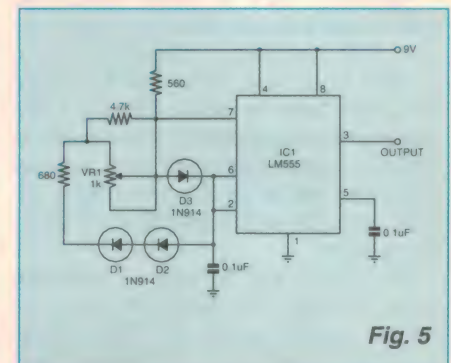 9V
560
4
8
4.7k
7
680
VR1
1k
IC1
LM555
3
OUTPUT
6
D3
1N914
2
5
D1
D2
1N914
0.1uF
0.1uF
1
Fig. 5